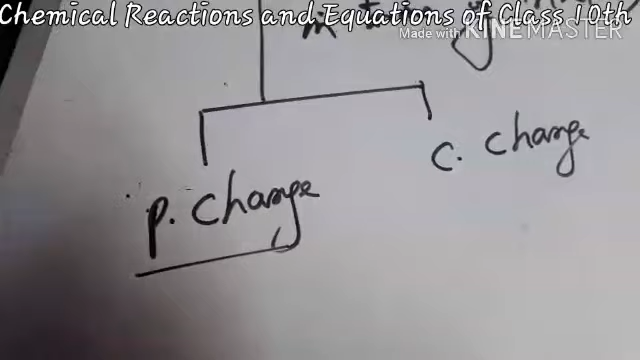 Chemical Reactions and Equations of Class 10th
Made with KINEMASTER
C. Change
P. Change